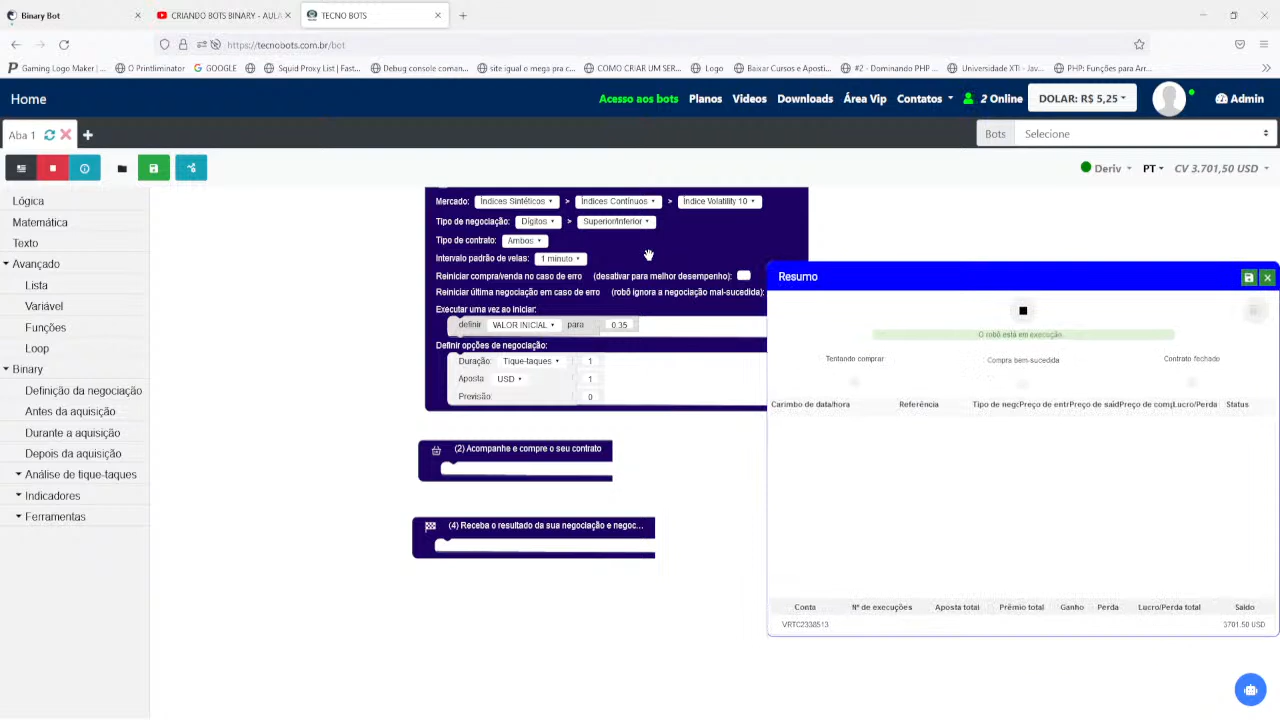 Binary Bot
CRIANDO BOTS BINARY - AUL
TECNO BOTS
https://tecnobots.com.br/bot
Gaming Logo Maker | ...
O Printliminator
GOOGLE
Squid Proxy List | Fast...
Debug console coman...
site igual o mega pra c...
COMO CRIAR UM SER...
Logo
Baixar Cursos e Aposti...
#2 - Dominando PHP ...
Universidade XTI - J...
PHP: Funções para Arr...
Home
Acesso aos bots
Planos
Videos
Downloads
Área Vip
Contatos
2 Online
DOLAR: R$ 5,25
Admin
Aba 1
Bots
Selecione
Deriv
PT
CV 3.701,50 USD
Lógica
Matemática
Texto
Avançado
Lista
Variável
Funções
Loop
Binary
Definição da negociação
Antes da aquisição
Durante a aquisição
Depois da aquisição
Análise de tique-taques
Indicadores
Ferramentas
Mercado: Índices Sintéticos > Índices Contínuos > Índice Volatility 10
Tipo de negociação: Dígitos > Superior/Inferior
Tipo de contrato: Ambos
Intervalo padrão de velas: 1 minuto
Reiniciar compra/venda no caso de erro (desativar para melhor desempenho):
Reiniciar última negociação em caso de erro (robô ignora a negociação mal-sucedida):
Executar uma vez ao iniciar:
definir VALOR INICIAL para 0.35
Definir opções de negociação:
Duração: Tique-taques 1
Aposta USD 1
Previsão: 0
(2) Acompanhe e compre o seu contrato
(4) Receba o resultado da sua negociação e negoc...
Resumo
O robô está em execução...
Tentando comprar
Compra bem-sucedida
Contrato fechado
Carimbo de data/hora
Referência
Tipo de negc
Preço de entr
Preço de said
Preço de comp
Lucro/Perda
Status
Conta
Nº de execuções
Aposta total
Prêmio total
Ganho
Perda
Lucro/Perda total
Saldo
VRTC2338513
3701.50 USD